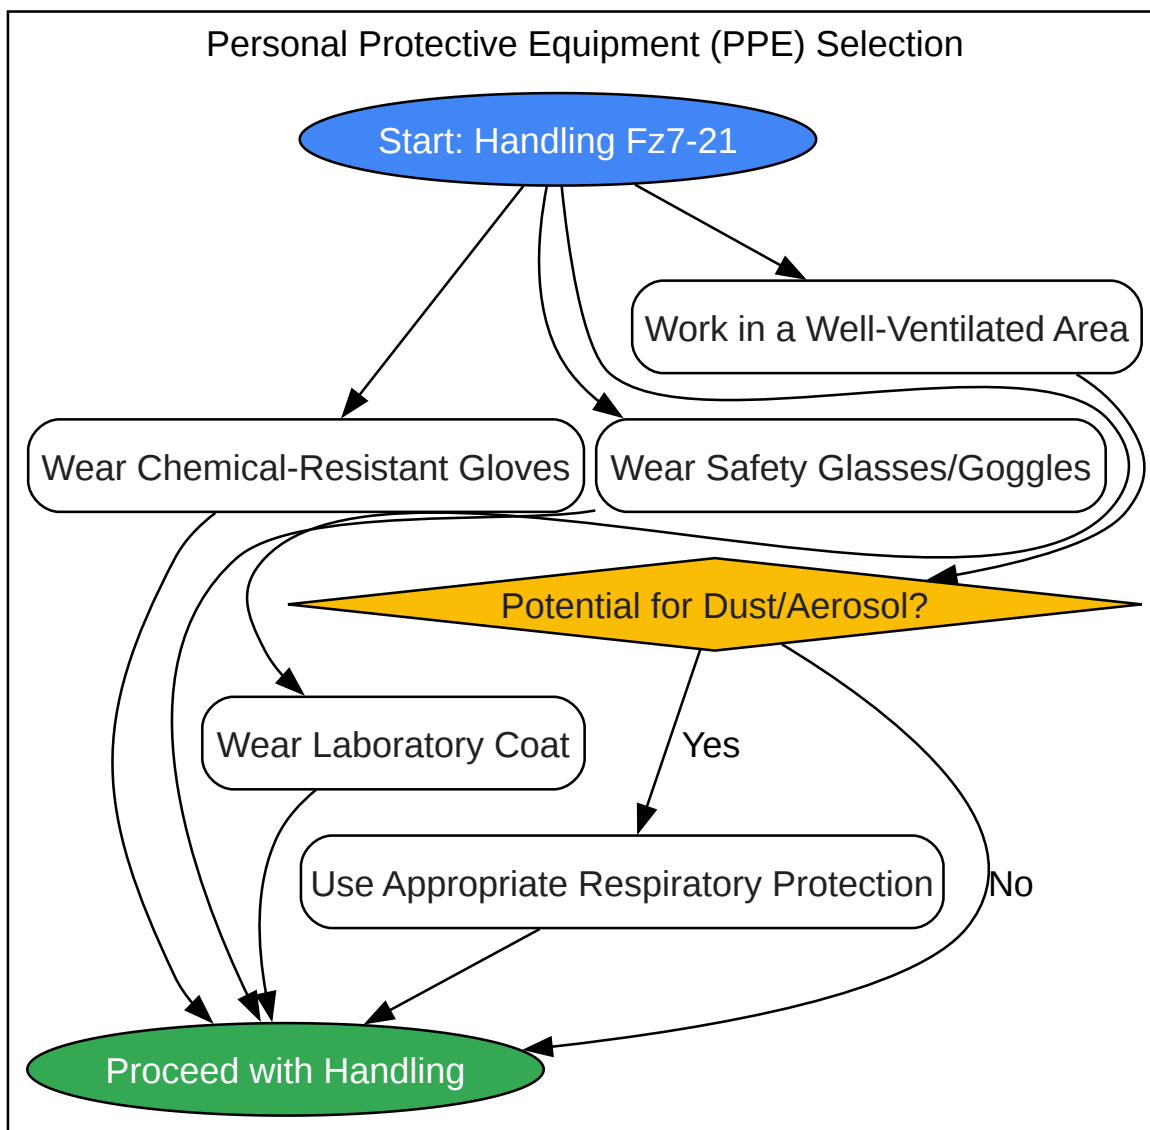 Personal Protective Equipment (PPE) Selection
Start: Handling Fz7-21
Work in a Well-Ventilated Area
Wear Chemical-Resistant Gloves
Wear Safety Glasses/Goggles
Potential for Dust/Aerosol?
Wear Laboratory Coat
Yes
Use Appropriate Respiratory Protection
No
Proceed with Handling